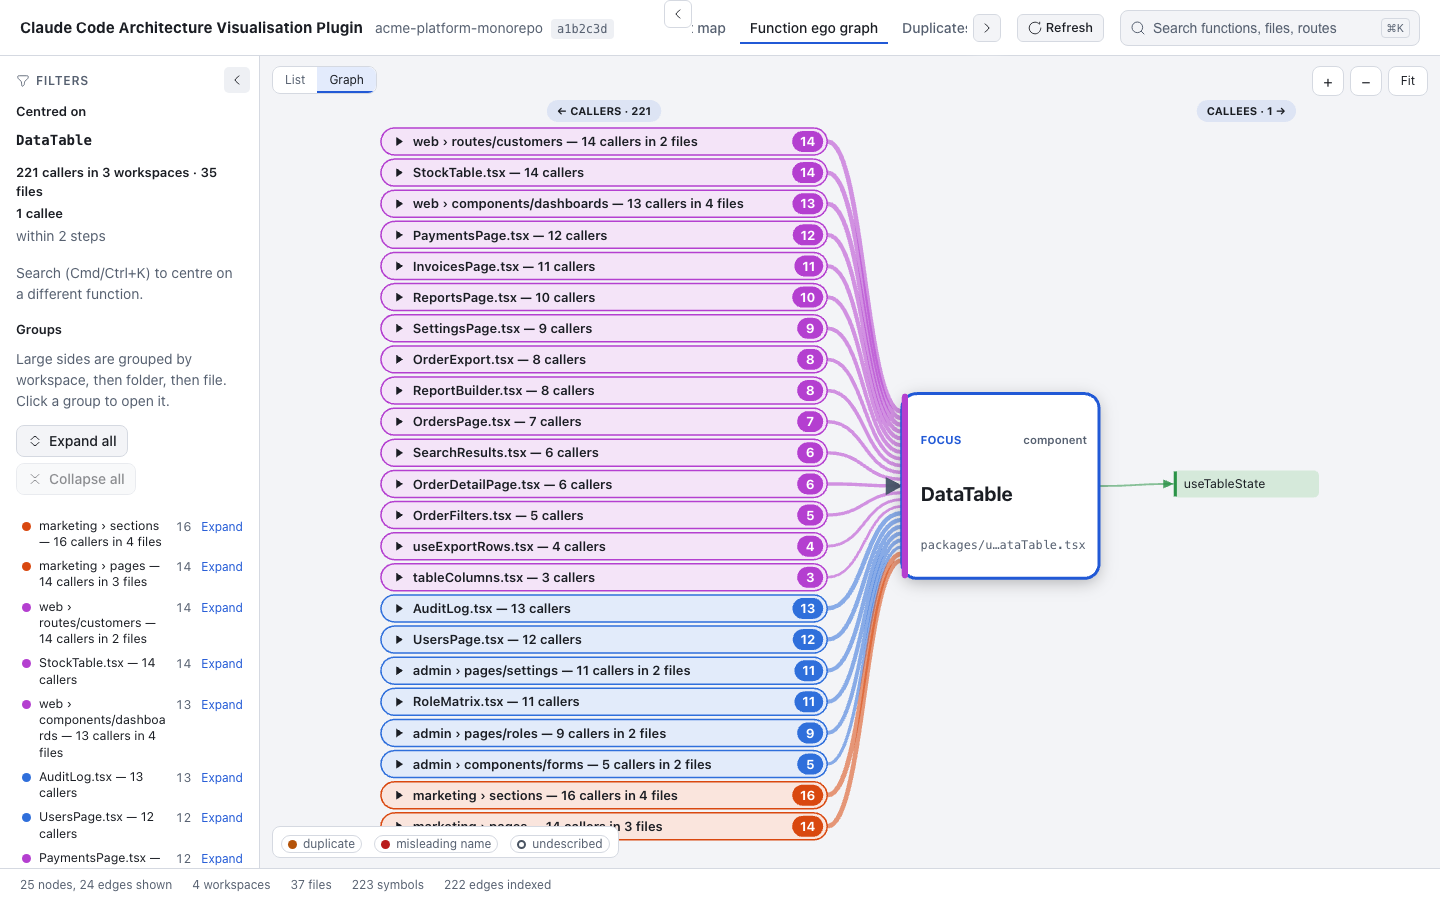 Claude Code Architecture Visualisation Plugin acme-platform-monorepo a1b2c3d
map Function ego graph Duplicates Refresh Search functions, files, routes ⌘K
FILTERS
Centred on
DataTable
221 callers in 3 workspaces · 35
files
1 callee
within 2 steps
Search (Cmd/Ctrl+K) to centre on
a different function.
Groups
Large sides are grouped by
workspace, then folder, then file.
Click a group to open it.
Expand all
Collapse all
marketing › sections
— 16 callers in 4 files 16 Expand
marketing › pages —
14 callers in 3 files 14 Expand
web ›
routes/customers —
14 callers in 2 files 14 Expand
StockTable.tsx — 14
callers 14 Expand
web ›
components/dashboa
rds — 13 callers in 4
files 13 Expand
AuditLog.tsx — 13
callers 13 Expand
UsersPage.tsx — 12
callers 12 Expand
PaymentsPage.tsx — 12 Expand
List Graph
+ − Fit
← CALLERS · 221
CALLEES · 1 →
web › routes/customers — 14 callers in 2 files 14
StockTable.tsx — 14 callers 14
web › components/dashboards — 13 callers in 4 files 13
PaymentsPage.tsx — 12 callers 12
InvoicesPage.tsx — 11 callers 11
ReportsPage.tsx — 10 callers 10
SettingsPage.tsx — 9 callers 9
OrderExport.tsx — 8 callers 8
ReportBuilder.tsx — 8 callers 8
OrdersPage.tsx — 7 callers 7
SearchResults.tsx — 6 callers 6
OrderDetailPage.tsx — 6 callers 6
OrderFilters.tsx — 5 callers 5
useExportRows.tsx — 4 callers 4
tableColumns.tsx — 3 callers 3
AuditLog.tsx — 13 callers 13
UsersPage.tsx — 12 callers 12
admin › pages/settings — 11 callers in 2 files 11
RoleMatrix.tsx — 11 callers 11
admin › pages/roles — 9 callers in 2 files 9
admin › components/forms — 5 callers in 2 files 5
marketing › sections — 16 callers in 4 files 16
marketing › pages — 14 callers in 3 files 14
FOCUS component
DataTable
packages/u…ataTable.tsx
useTableState
duplicate misleading name undescribed
25 nodes, 24 edges shown 4 workspaces 37 files 223 symbols 222 edges indexed